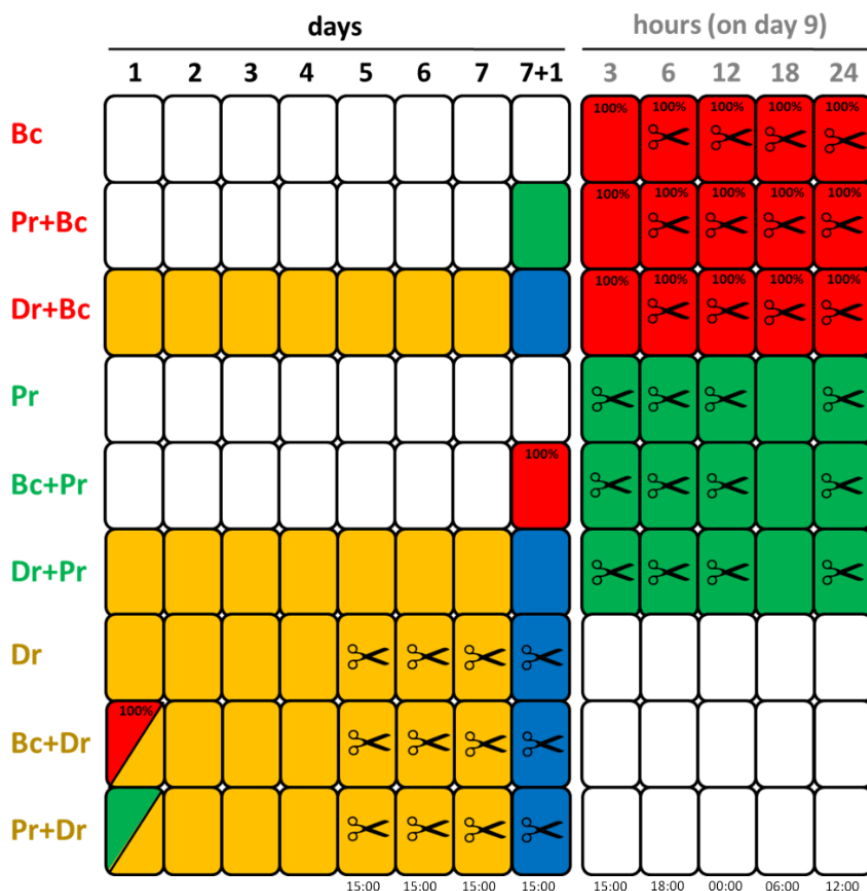 days hours (on day 9)
1 2 3 4 5 6 7 7+1 3 6 12 18 24
Bc 100% 100% 100% 100% 100%
Pr+Bc 100% 100% 100% 100% 100%
Dr+Bc 100% 100% 100% 100% 100%
Pr
Bc+Pr 100%
Dr+Pr
Dr
Bc+Dr 100%
Pr+Dr
15:00 15:00 15:00 15:00 15:00 18:00 00:00 06:00 12:00